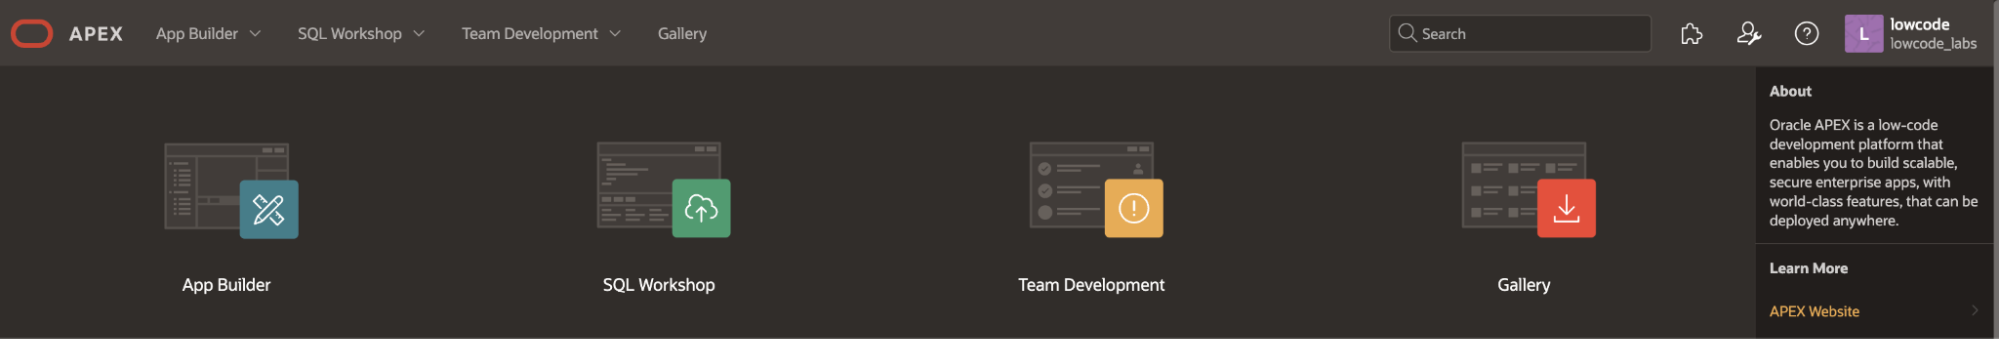 APEX App Builder SQL Workshop Team Development Gallery Search ? L lowcode
lowcode_labs
App Builder SQL Workshop Team Development Gallery
About
Oracle APEX is a low-code
development platform that
enables you to build scalable,
secure enterprise apps, with
world-class features, that can be
deployed anywhere.
Learn More
APEX Website